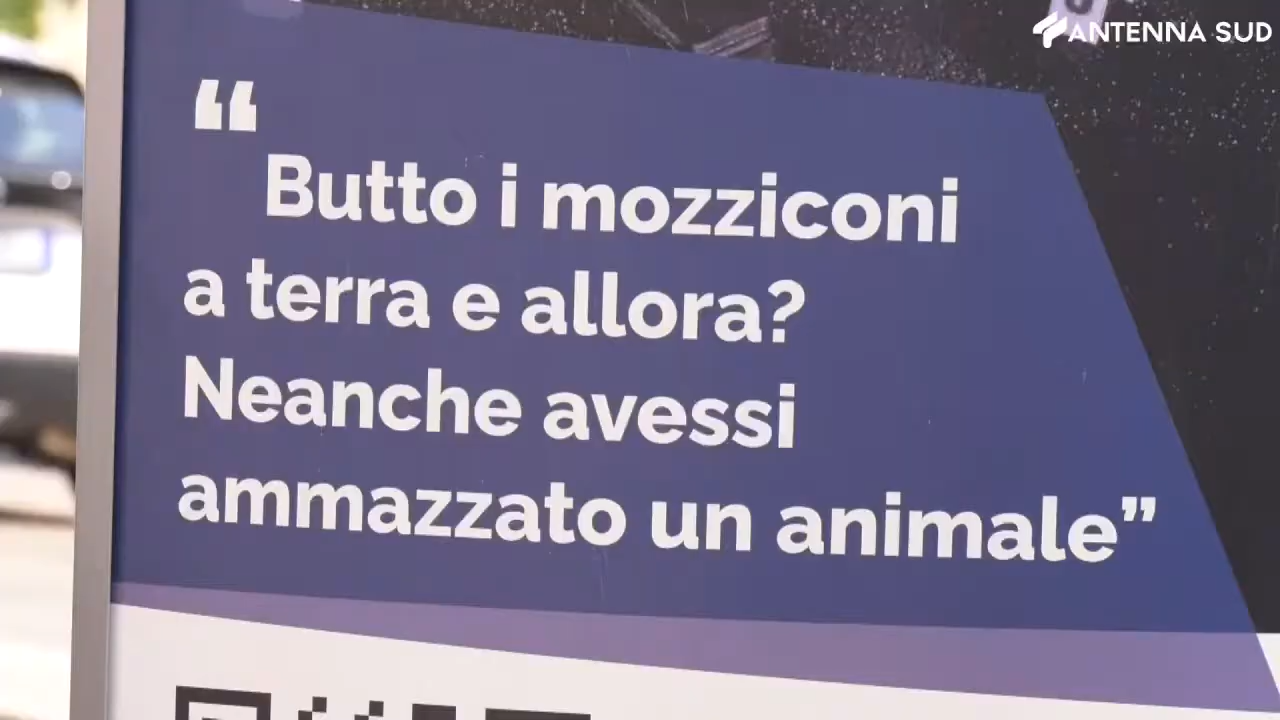 ANTENNA SUD
“Butto i mozziconi
a terra e allora?
Neanche avessi
ammazzato un animale”